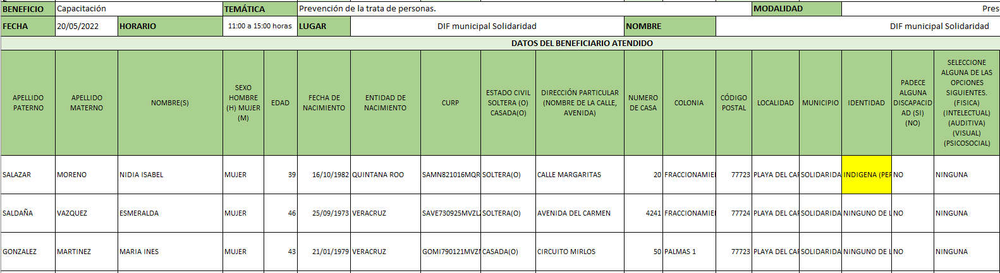 BENEFICIO Capacitación TEMÁTICA Prevención de la trata de personas. MODALIDAD Pres
FECHA 20/05/2022 HORARIO 11:00 a 15:00 horas LUGAR DIF municipal Solidaridad NOMBRE DIF municipal Solidaridad
DATOS DEL BENEFICIARIO ATENDIDO
APELLIDO
PATERNO
APELLIDO
MATERNO
NOMBRE(S)
SEXO
HOMBRE
(H) MUJER
(M)
EDAD
FECHA DE
NACIMIENTO
ENTIDAD DE
NACIMIENTO
CURP
ESTADO CIVIL
SOLTERA (O)
CASADA(O)
DIRECCIÓN PARTICULAR
(NOMBRE DE LA CALLE,
AVENIDA)
NUMERO
DE CASA
COLONIA
CÓDIGO
POSTAL
LOCALIDAD
MUNICIPIO
IDENTIDAD
PADECE
ALGUNA
DISCAPACID
AD (SI)
(NO)
SELECCIONE
ALGUNA DE LAS
OPCIONES
SIGUIENTES.
(FISICA)
(INTELECTUAL)
(AUDITIVA)
(VISUAL)
(PSICOSOCIAL)
SALAZAR MORENO NIDIA ISABEL MUJER 39 16/10/1982 QUINTANA ROO SAMN821016MQR SOLTERA(O) CALLE MARGARITAS 20 FRACCIONAMIE 77723 PLAYA DEL CAR SOLIDARIDA INDIGENA (PER NO NINGUNA
SALDAÑA VAZQUEZ ESMERALDA MUJER 46 25/09/1973 VERACRUZ SAVE730925MVZL SOLTERA(O) AVENIDA DEL CARMEN 4241 FRACCIONAMIE 77724 PLAYA DEL CAR SOLIDARIDA NINGUNO DE L NO NINGUNA
GONZALEZ MARTINEZ MARIA INES MUJER 43 21/01/1979 VERACRUZ GOMI790121MVZ CASADA(O) CIRCUITO MIRLOS 50 PALMAS 1 77723 PLAYA DEL CAR SOLIDARIDA NINGUNO DE L NO NINGUNA